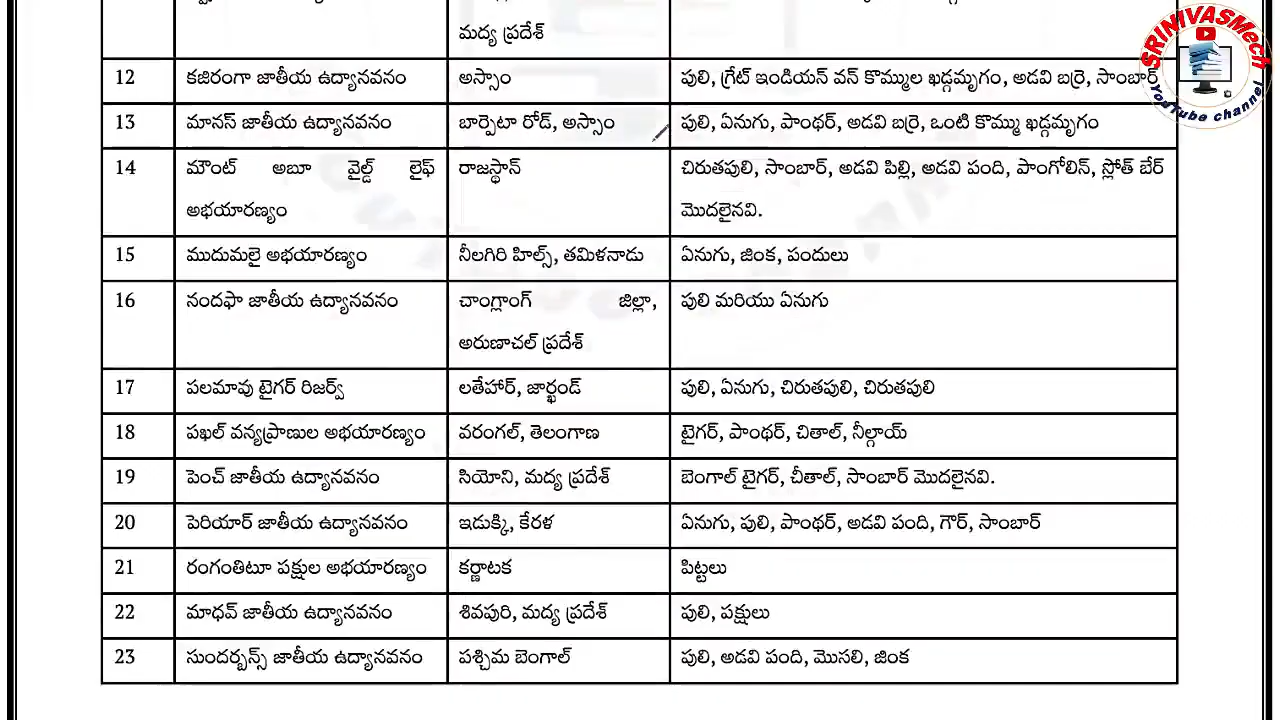 మధ్య ప్రదేశ్
12 కజిరంగా జాతీయ ఉద్యానవనం అస్సాం పులి, గ్రేట్ ఇండియన్ వన్ కొమ్ముల ఖడ్గమృగం, అడవి బర్రె, సాంబార్
13 మానస్ జాతీయ ఉద్యానవనం బార్పెటా రోడ్, అస్సాం పులి, ఏనుగు, పాంథర్, అడవి బర్రె, ఒంటి కొమ్ము ఖడ్గమృగం
14 మౌంట్ అబూ వైల్డ్ లైఫ్ రాజస్థాన్ చిరుతపులి, సాంబార్, అడవి పిల్లి, అడవి పంది, పాంగోలిన్, స్లోత్ బేర్
అభయారణ్యం మొదలైనవి.
15 ముదుమలై అభయారణ్యం నీలగిరి హిల్స్, తమిళనాడు ఏనుగు, జింక, పందులు
16 నందఫా జాతీయ ఉద్యానవనం చాంగ్లాంగ్ జిల్లా, పులి మరియు ఏనుగు
అరుణాచల్ ప్రదేశ్
17 పలమావు టైగర్ రిజర్వ్ లతేహార్, జార్ఖండ్ పులి, ఏనుగు, చిరుతపులి, చిరుతపులి
18 పఖల్ వన్యప్రాణుల అభయారణ్యం వరంగల్, తెలంగాణ టైగర్, పాంథర్, చితాల్, నీల్గాయ్
19 పెంచ్ జాతీయ ఉద్యానవనం సియోని, మద్య ప్రదేశ్ బెంగాల్ టైగర్, చీతాల్, సాంబార్ మొదలైనవి.
20 పెరియార్ జాతీయ ఉద్యానవనం ఇడుక్కి, కేరళ ఏనుగు, పులి, పాంథర్, అడవి పంది, గౌర్, సాంబార్
21 రంగంతిటూ పక్షుల అభయారణ్యం కర్ణాటక పిట్టలు
22 మాధవ్ జాతీయ ఉద్యానవనం శివపురి, మద్య ప్రదేశ్ పులి, పక్షులు
23 సుందర్బన్స్ జాతీయ ఉద్యానవనం పశ్చిమ బెంగాల్ పులి, అడవి పంది, మొసలి, జింక
SRINIVASMech
YouTube channel